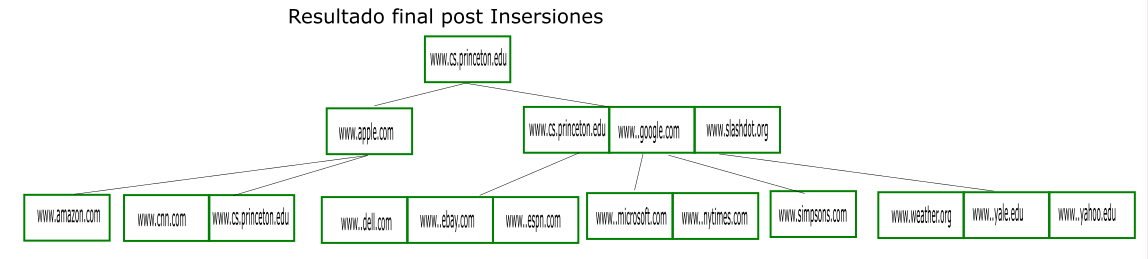 Resultado final post Insersiones
www.cs.princeton.edu
www.apple.com
www.cs.princeton.edu
www..google.com
www.slashdot.org
www.amazon.com
www.cnn.com
www.cs.princeton.edu
www..dell.com
www..ebay.com
www..espn.com
www..microsoft.com
www..nytimes.com
www.simpsons.com
www.weather.org
www..yale.edu
www..yahoo.edu